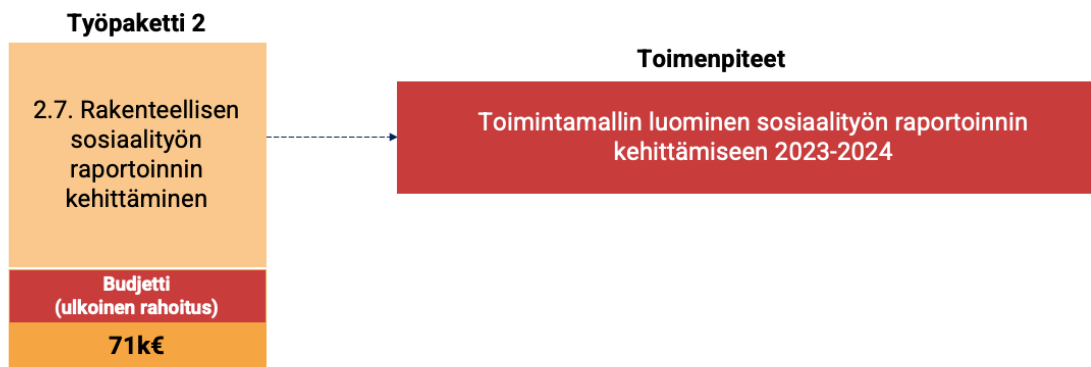 Työpaketti 2
2.7. Rakenteellisen
sosiaalityön
raportoinnin
kehittäminen
Budjetti
(ulkoinen rahoitus)
71k€
Toimenpiteet
Toimintamallin luominen sosiaalityön raportoinnin
kehittämiseen 2023-2024